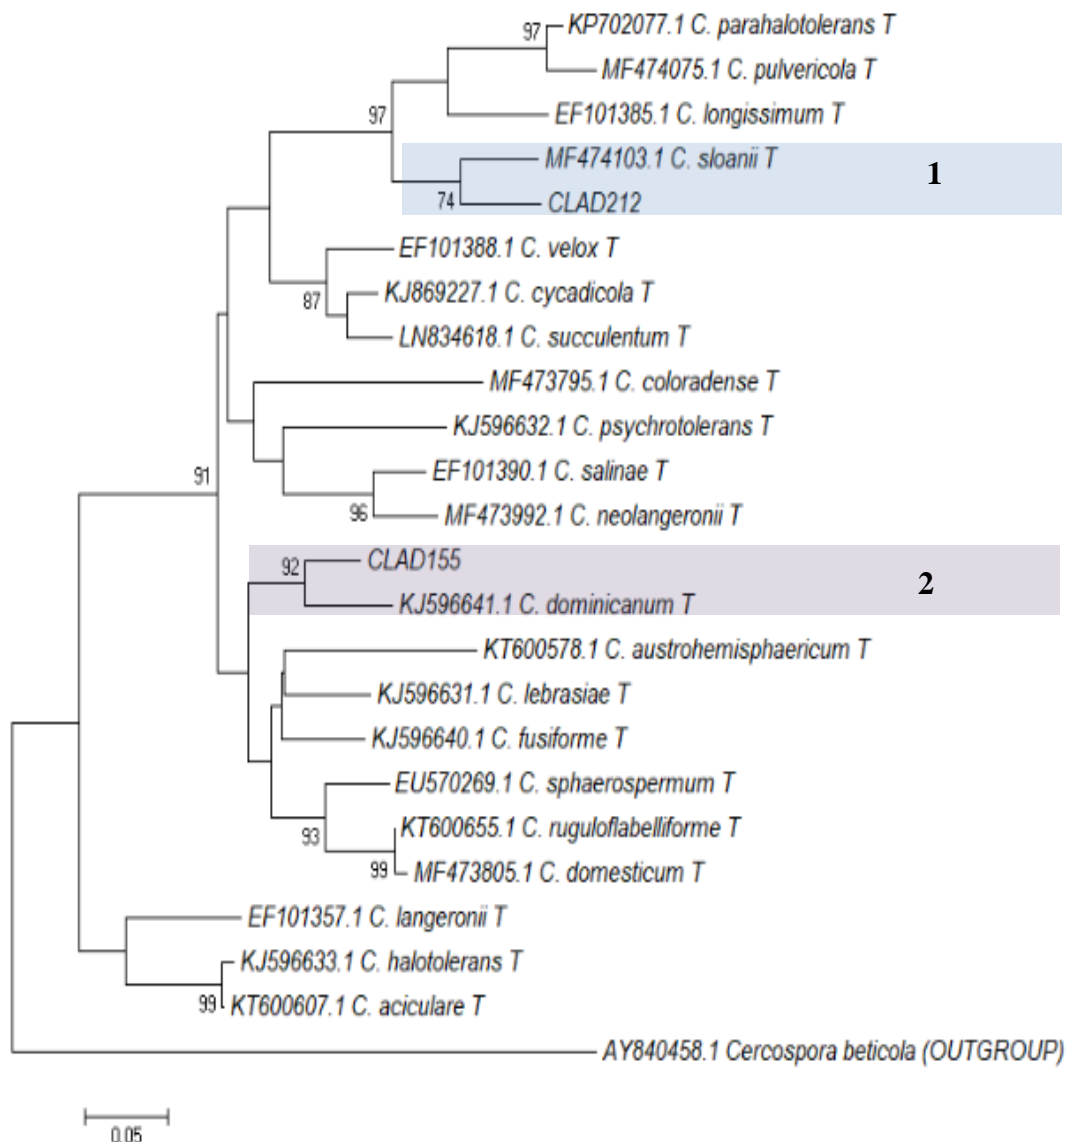 97
KP702077.1 C. parahalotolerans T
MF474075.1 C. pulvericola T
97
EF101385.1 C. longissimum T
MF474103.1 C. sloanii T
1
74
CLAD212
EF101388.1 C. velox T
87
KJ869227.1 C. cycadicola T
LN834618.1 C. succulentum T
MF473795.1 C. coloradense T
KJ596632.1 C. psychrotolerans T
91
EF101390.1 C. salinae T
96
MF473992.1 C. neolangeronii T
92
CLAD155
2
KJ596641.1 C. dominicanum T
KT600578.1 C. austrohemisphaericum T
KJ596631.1 C. lebrasiae T
KJ596640.1 C. fusiforme T
EU570269.1 C. sphaerospermum T
93
KT600655.1 C. ruguloflabelliforme T
99
MF473805.1 C. domesticum T
EF101357.1 C. langeronii T
KJ596633.1 C. halotolerans T
99
KT600607.1 C. aciculare T
AY840458.1 Cercospora beticola (OUTGROUP)
0.05